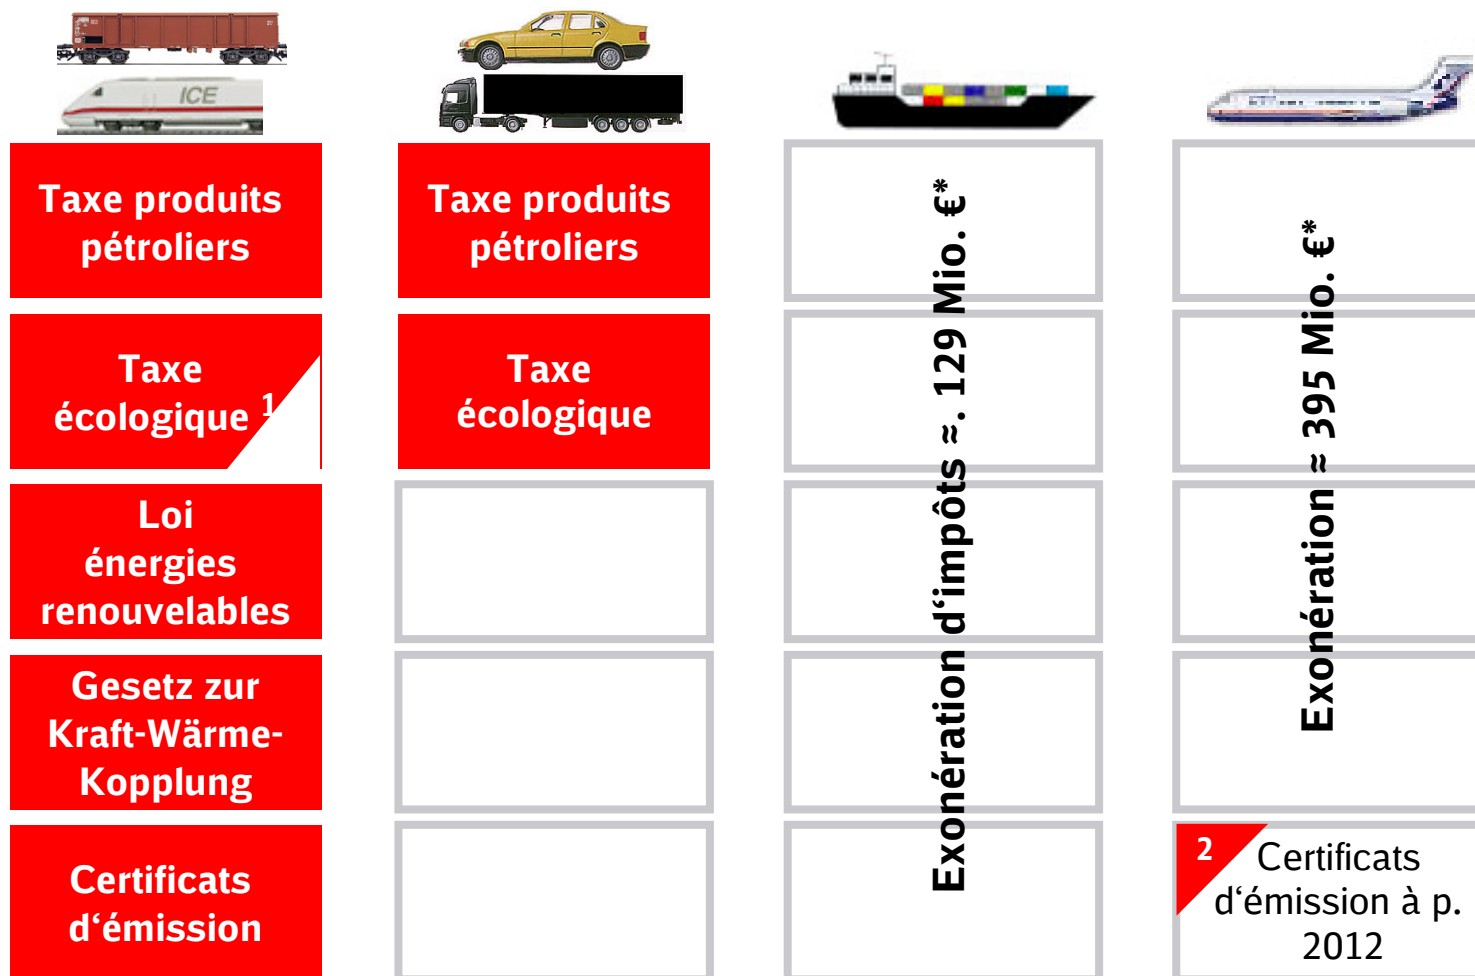 ICE
Taxe produits
pétroliers
Taxe produits
pétroliers
Taxe
écologique 1
Taxe
écologique
Loi
énergies
renouvelables
Gesetz zur
Kraft-Wärme-
Kopplung
Certificats
d‘émission
Exonération d‘impôts ≈. 129 Mio. €*
Exonération ≈ 395 Mio. €*
2 Certificats
d‘émission à p.
2012